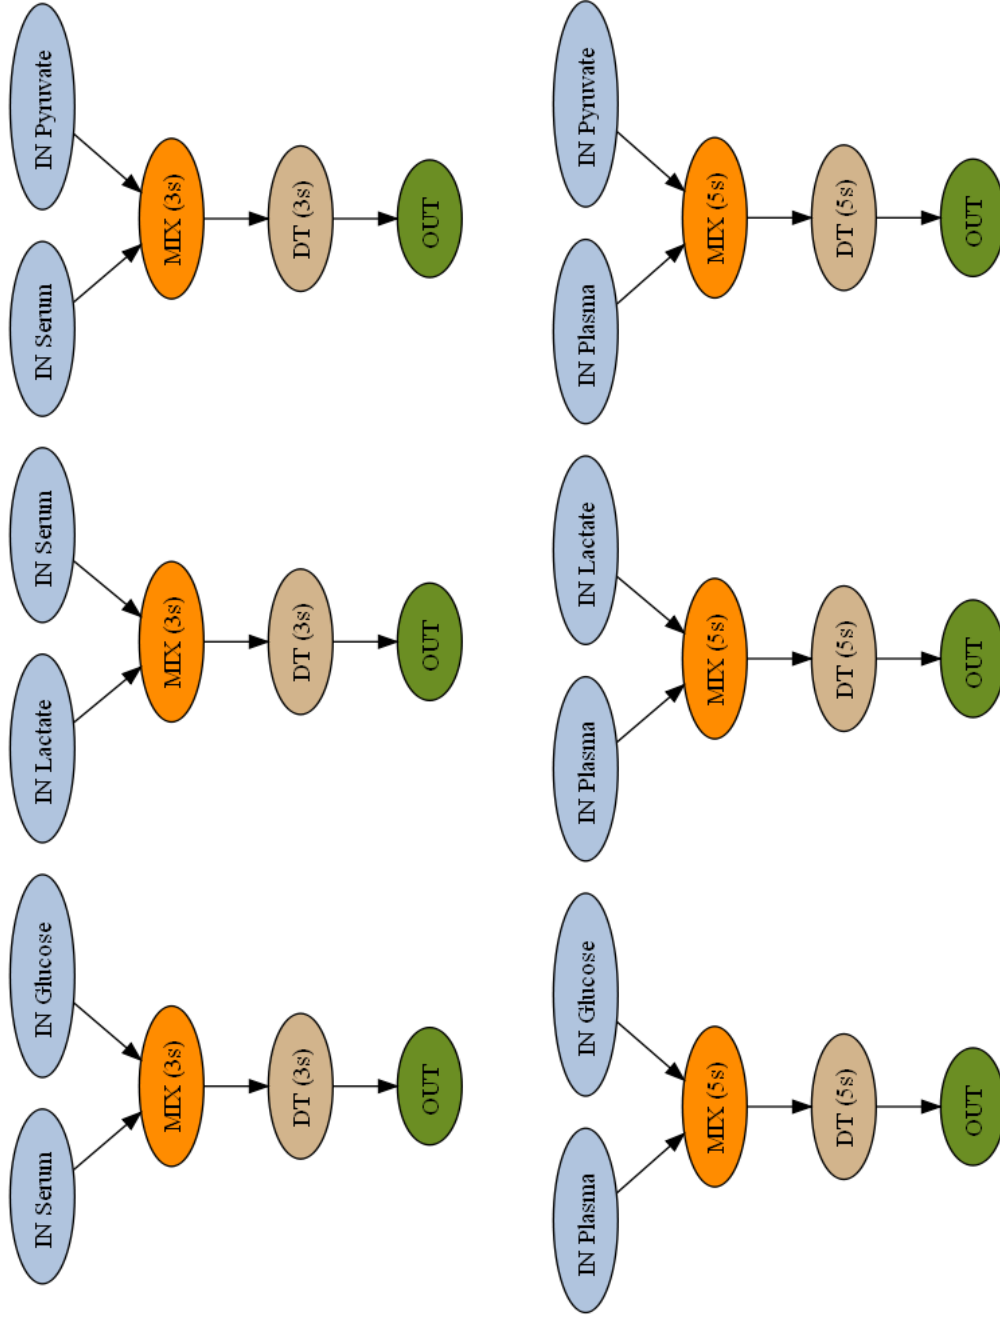 IN Serum
IN Glucose
MIX (3s)
DT (3s)
OUT
IN Lactate
IN Serum
MIX (3s)
DT (3s)
OUT
IN Serum
IN Pyruvate
MIX (3s)
DT (3s)
OUT
IN Plasma
IN Glucose
MIX (5s)
DT (5s)
OUT
IN Plasma
IN Lactate
MIX (5s)
DT (5s)
OUT
IN Plasma
IN Pyruvate
MIX (5s)
DT (5s)
OUT